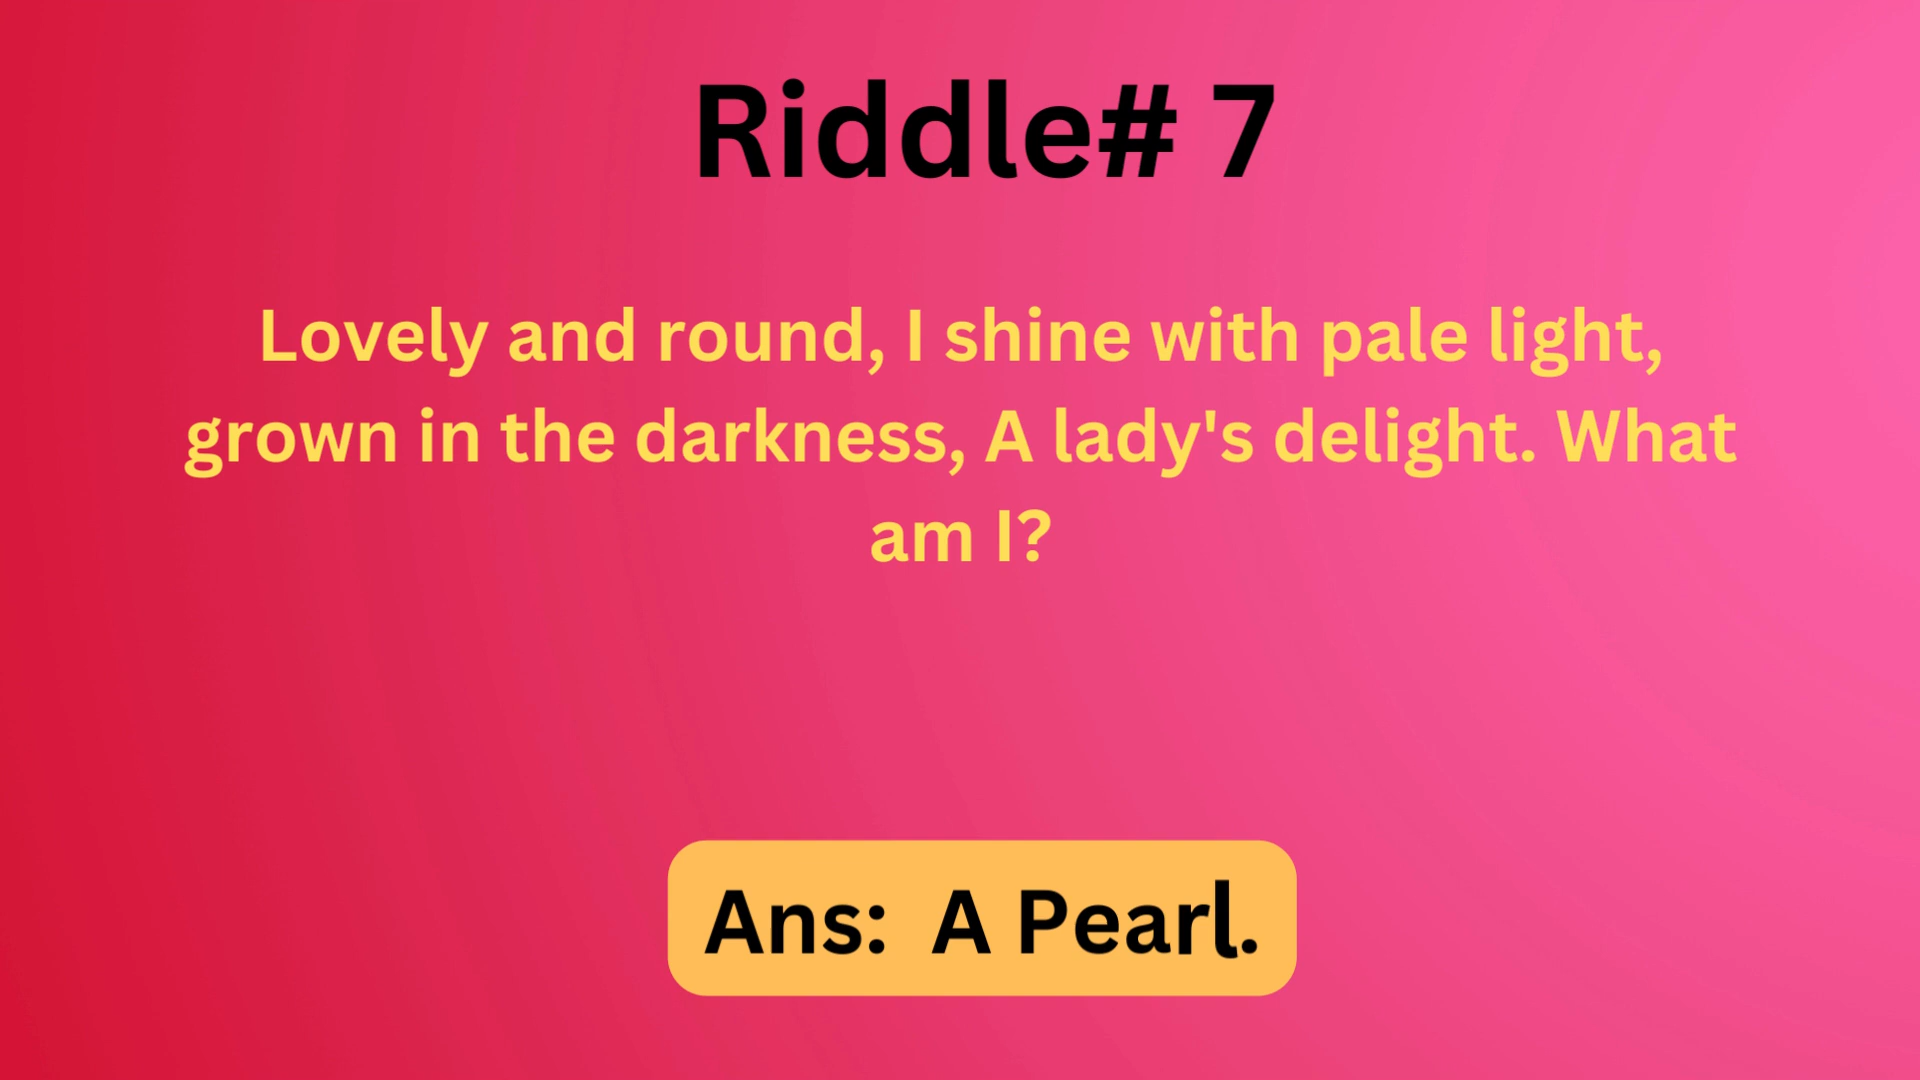 Riddle# 7
Lovely and round, I shine with pale light,
grown in the darkness, A lady's delight. What
am I?
Ans: A Pearl.